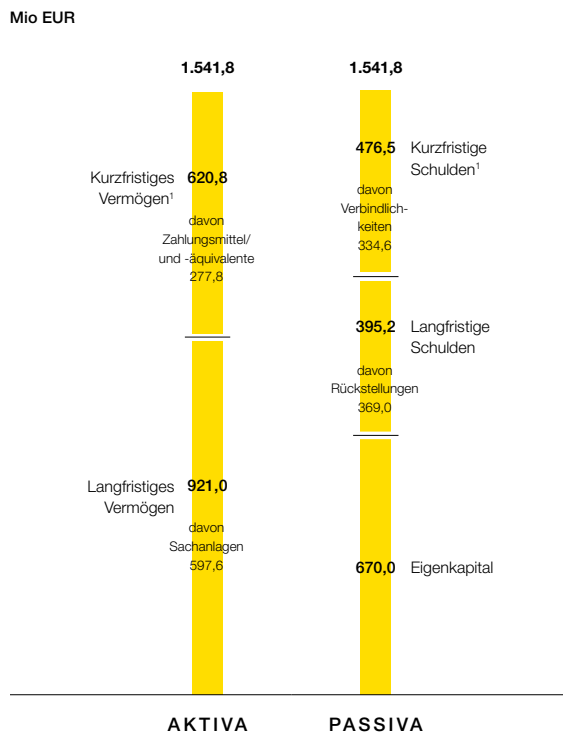 Mio EUR
1.541,8
Kurzfristiges 620,8
Vermögen¹
davon
Zahlungsmittel/
und -äquivalente
277,8
Langfristiges 921,0
Vermögen
davon
Sachanlagen
597,6
AKTIVA
1.541,8
476,5 Kurzfristige
Schulden¹
davon
Verbindlich-
keiten
334,6
395,2 Langfristige
Schulden
davon
Rückstellungen
369,0
670,0 Eigenkapital
PASSIVA